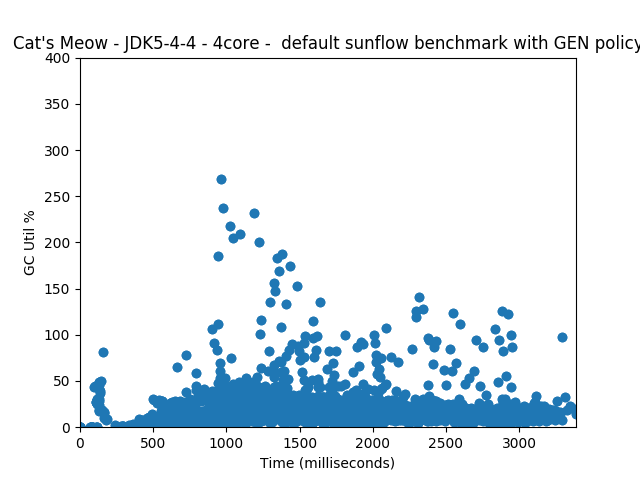 Cat's Meow - JDK5-4-4 - 4core -  default sunflow benchmark with GEN policy
400
350
300
250
200
150
100
50
0
GC Util %
0 500 1000 1500 2000 2500 3000
Time (milliseconds)